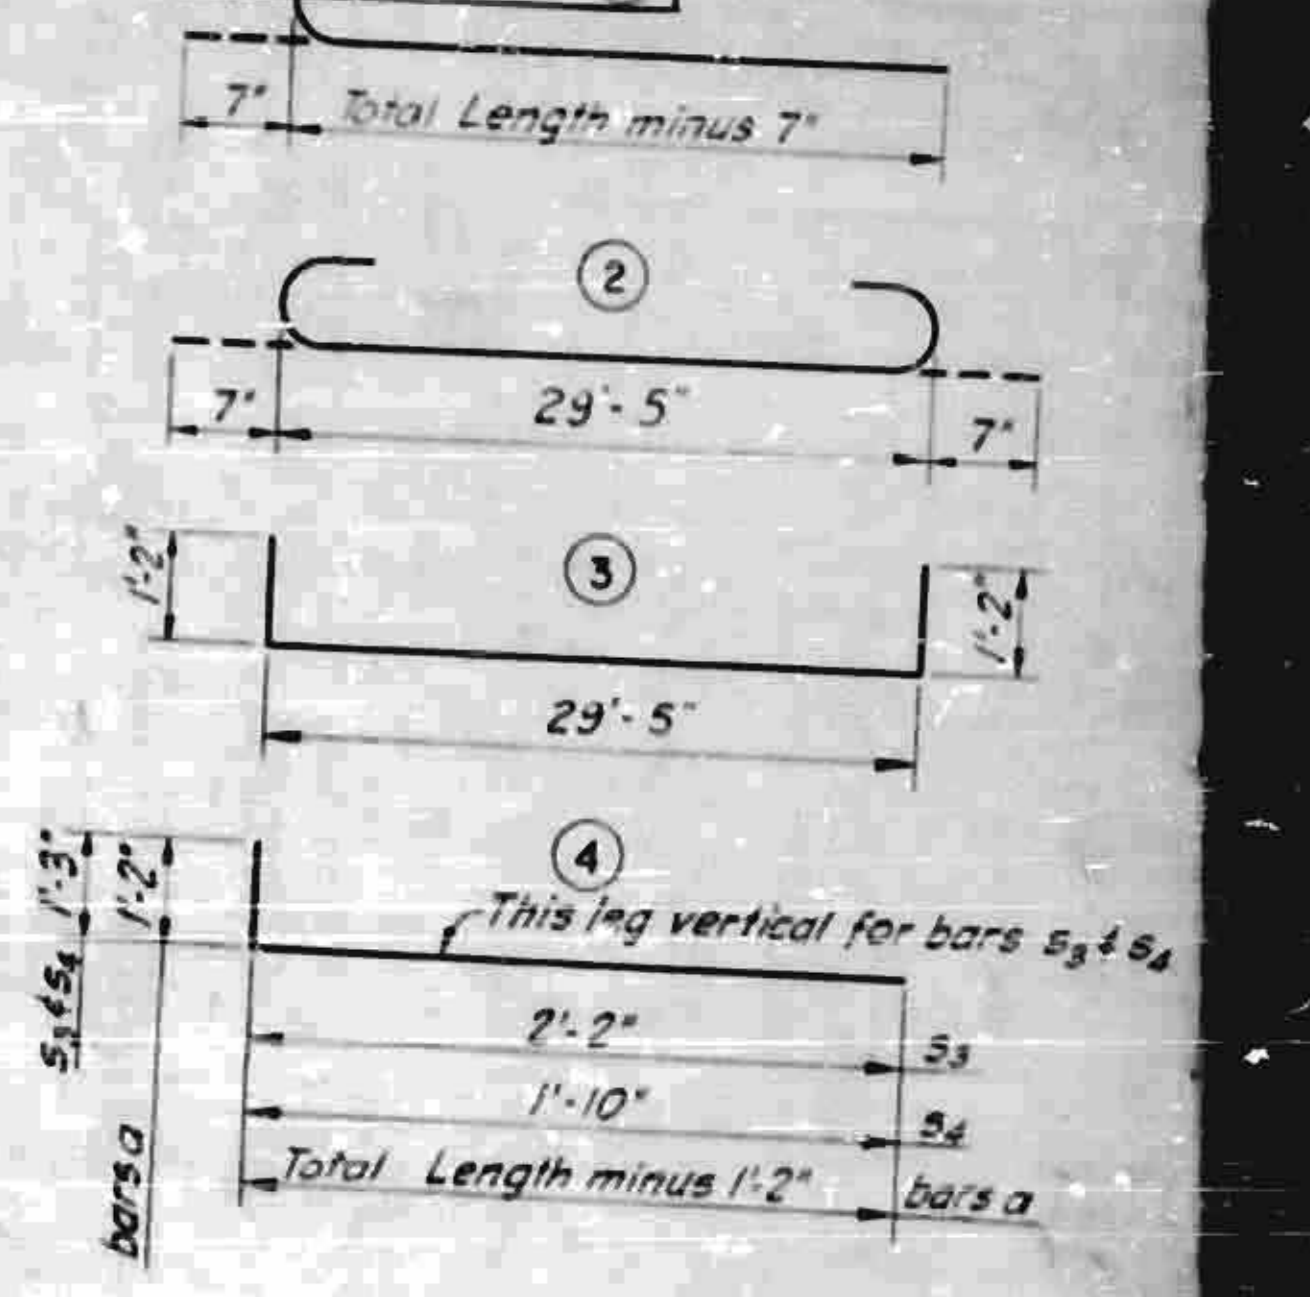 7" Total Length minus 7"
2
7" 29'-5" 7"
3
1'-2" 1'-2"
29'-5"
4
1'-3" 1'-2"
This leg vertical for bars s3 & s4
s3 & s4
2'-2" s3
1'-10" s4
bars a
Total Length minus 1'-2" bars a